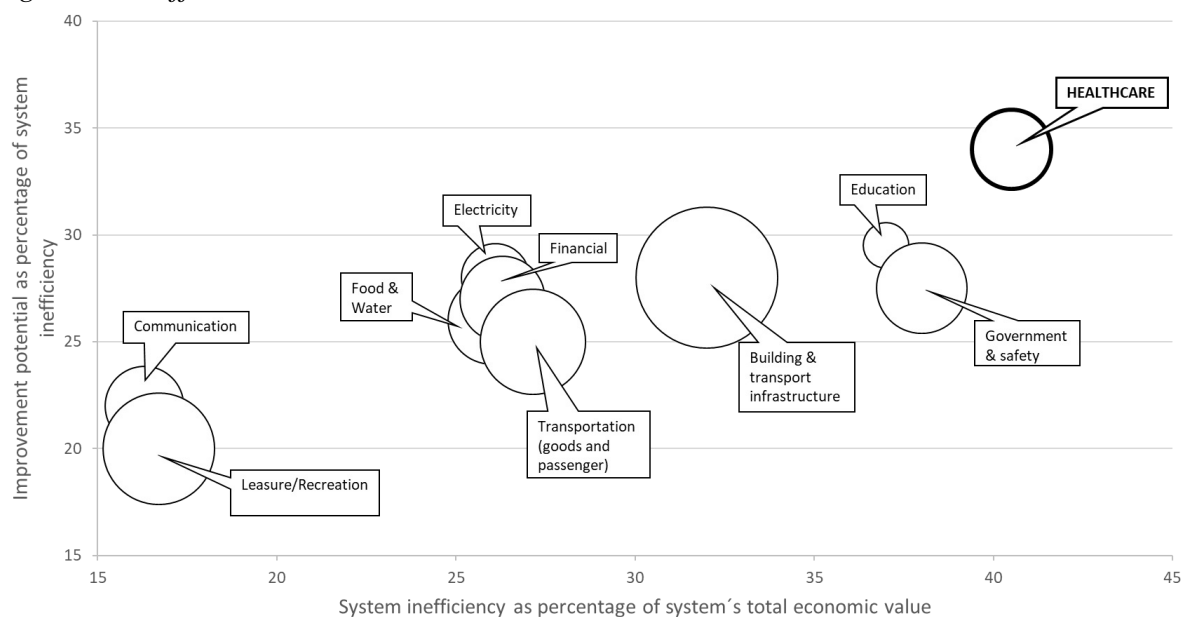 40
HEALTHCARE
35
Education
30
Electricity
Financial
Food &
Water
Communication
25
Government
& safety
Building &
transport
infrastructure
Transportation
(goods and
passenger)
20
Leasure/Recreation
15
15 20 25 30 35 40 45
System inefficiency as percentage of system´s total economic value
Improvement potential as percentage of system
inefficiency